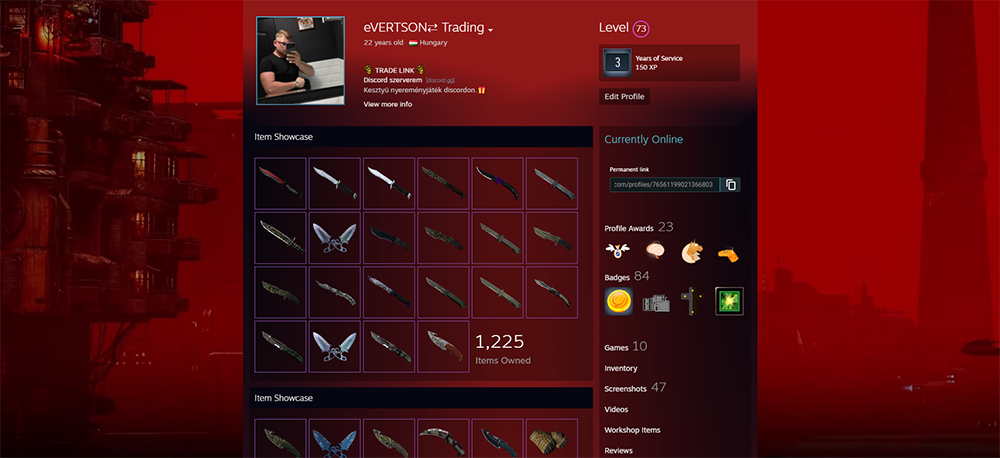 eVERTSON⇄ Trading
22 years old Hungary
TRADE LINK
Discord szerverem [discord.gg]
Kesztyű nyereményjáték discordon.
View more info
Level 73
3
Years of Service
150 XP
Edit Profile
Item Showcase
1,225
Items Owned
Item Showcase
Currently Online
Permanent link
:com/profiles/76561199021366803
Profile Awards 23
Badges 84
Games 10
Inventory
Screenshots 47
Videos
Workshop Items
Reviews